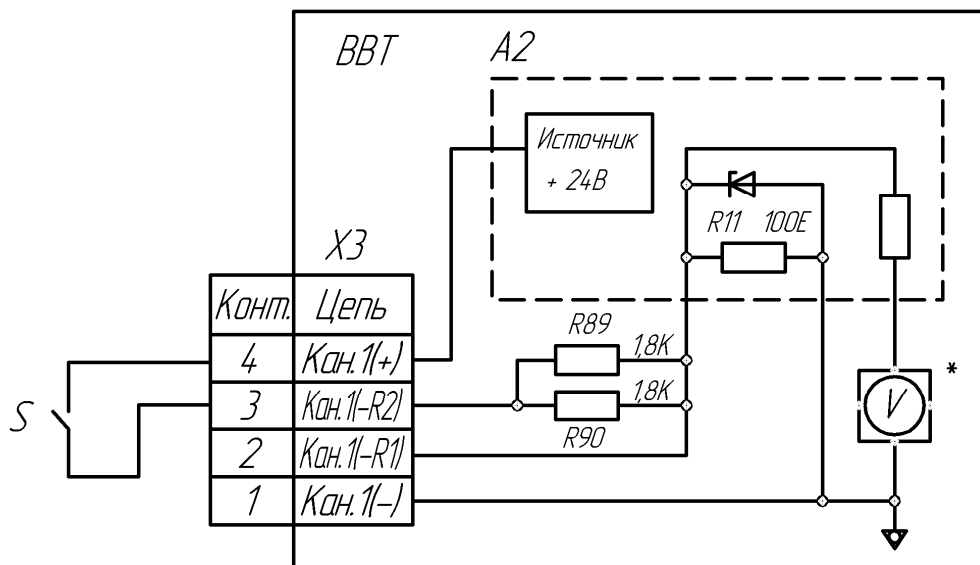 ВВТ
А2
Источник
+ 24В
R11 100Е
Х3
Конт. Цепь
4 Кан.1(+)
3 Кан.1(-R2)
2 Кан.1(-R1)
1 Кан.1(-)
S
R89
1,8К
1,8К
R90
V
*